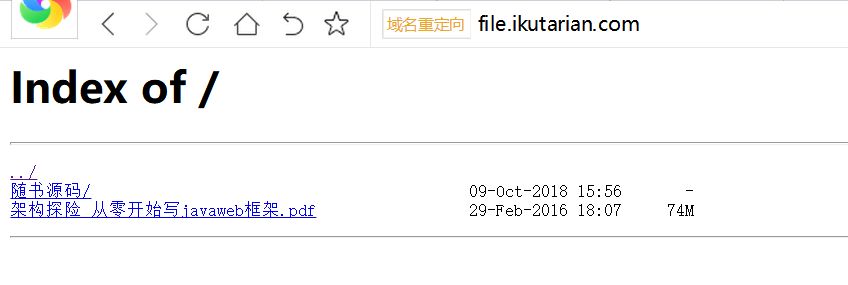 域名重定向 file.ikutarian.com
Index of /
../
随书源码/ 09-Oct-2018 15:56 -
架构探险 从零开始写javaweb框架.pdf 29-Feb-2016 18:07 74M